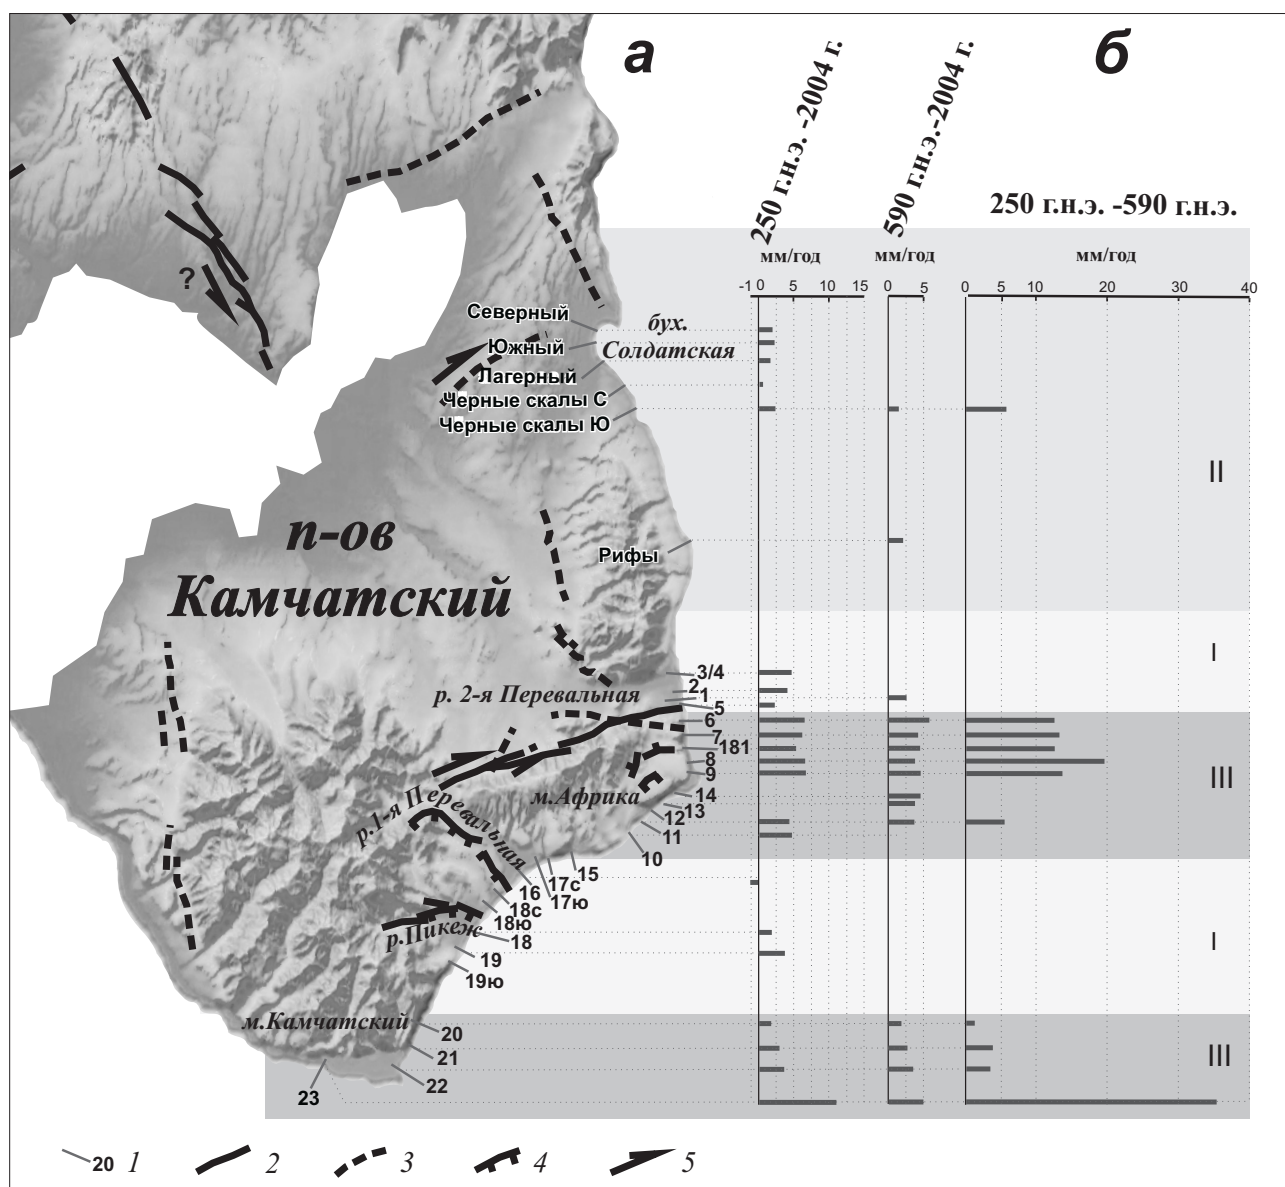 а
б
250 г.н.э. -2004 г.
590 г.н.э.-2004 г.
250 г.н.э. -590 г.н.э.
мм/год
мм/год
мм/год
-1 0 5 10 15
0 5
0 5 10 20 30 40
?
Северный
бух.
Солдатская
Южный
Лагерный
Черные скалы С
Черные скалы Ю
II
п-ов
Камчатский
Рифы
I
3/4
р. 2-я Перевальная
2
1
5
6
7
181
8
9
III
м.Африка
14
13
12
11
10
р.1-я Перевальная
15
17с
16
17ю
18с
18ю
р.Пикеж
18
19
19ю
I
м.Камчатский
20
21
22
23
III
20 1
2
3
4
5